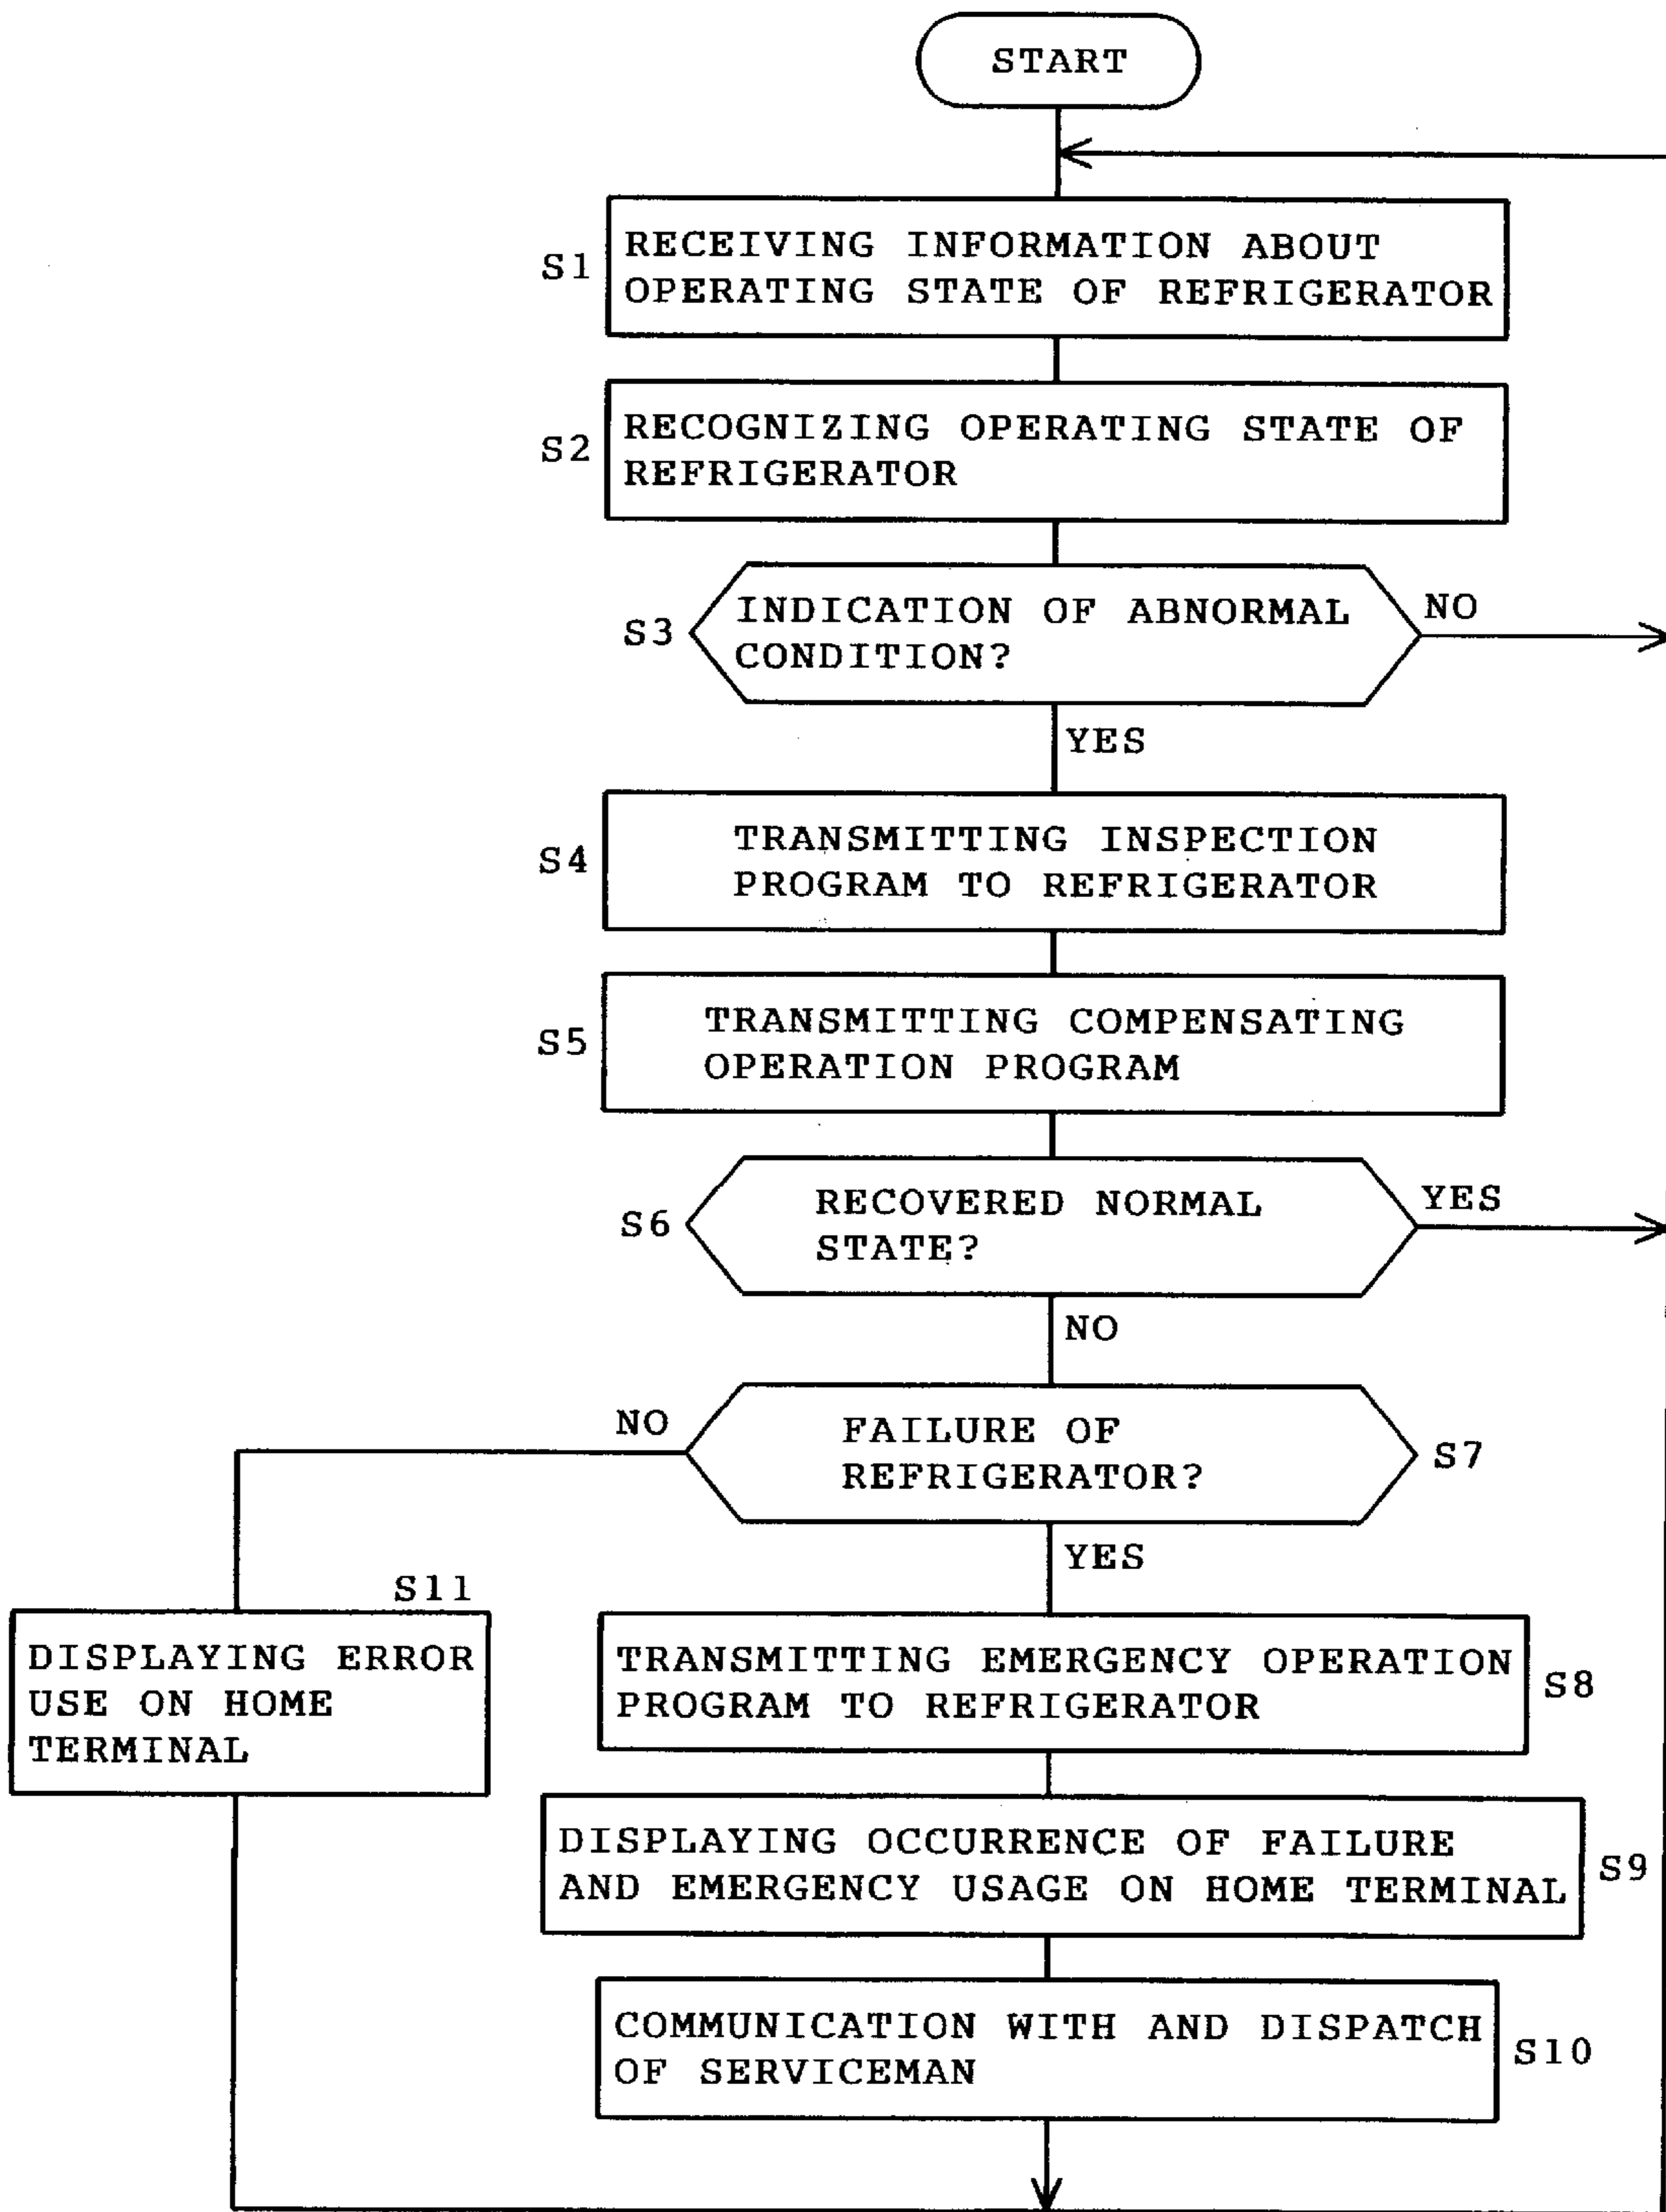 START
S1
RECEIVING INFORMATION ABOUT
OPERATING STATE OF REFRIGERATOR
S2
RECOGNIZING OPERATING STATE OF
REFRIGERATOR
S3
INDICATION OF ABNORMAL
CONDITION?
NO
YES
S4
TRANSMITTING INSPECTION
PROGRAM TO REFRIGERATOR
S5
TRANSMITTING COMPENSATING
OPERATION PROGRAM
S6
RECOVERED NORMAL
STATE?
YES
NO
NO
FAILURE OF
REFRIGERATOR?
S7
YES
S11
DISPLAYING ERROR
USE ON HOME
TERMINAL
TRANSMITTING EMERGENCY OPERATION
PROGRAM TO REFRIGERATOR
S8
DISPLAYING OCCURRENCE OF FAILURE
AND EMERGENCY USAGE ON HOME TERMINAL
S9
COMMUNICATION WITH AND DISPATCH
OF SERVICEMAN
S10